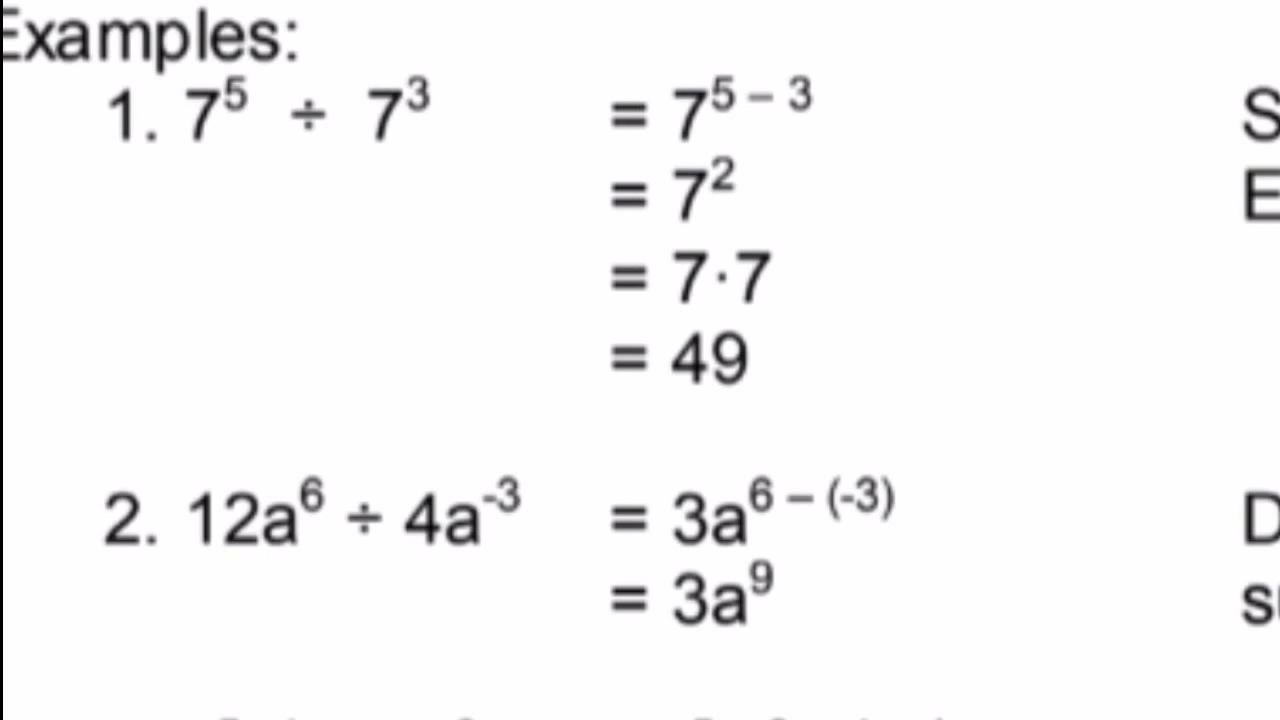 Examples:
1. 7⁵ ÷ 7³ = 7⁵ ⁻ ³ S
= 7² E
= 7·7
= 49
2. 12a⁶ ÷ 4a⁻³ = 3a⁶ ⁻ ⁽⁻³⁾ D
= 3a⁹